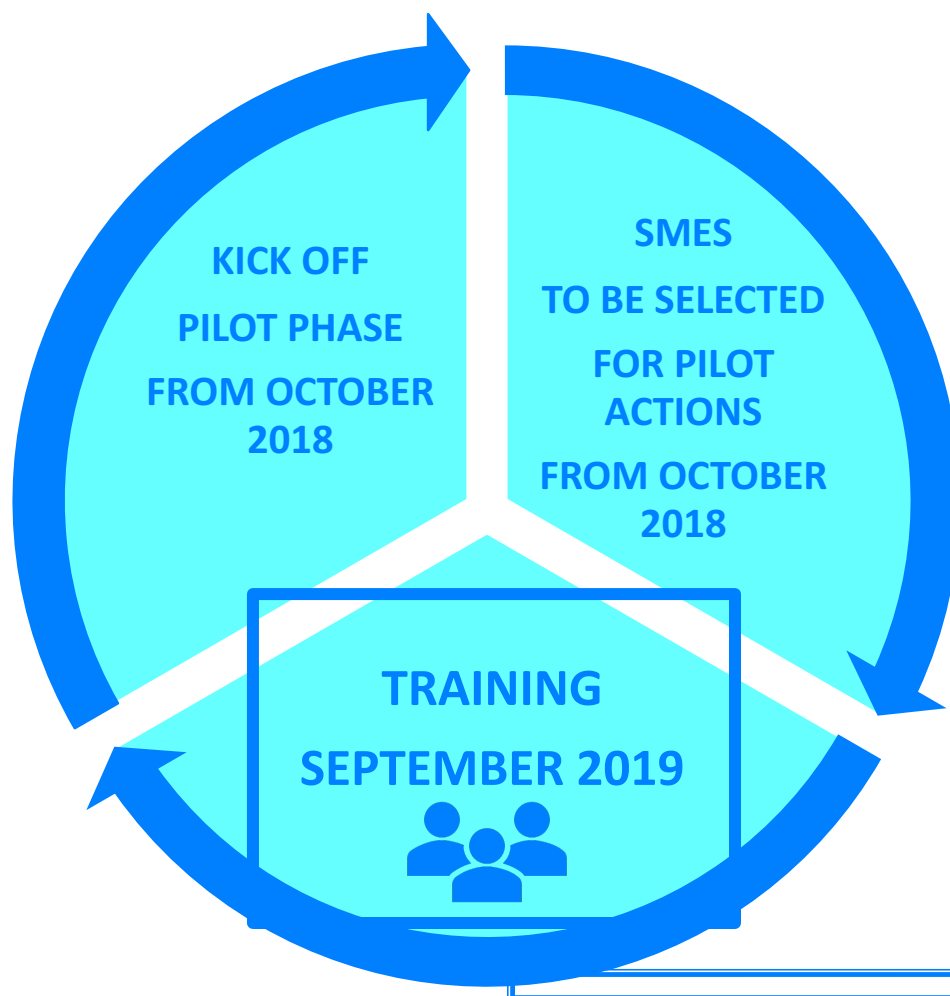 KICK OFF
PILOT PHASE
FROM OCTOBER
2018
SMES
TO BE SELECTED
FOR PILOT
ACTIONS
FROM OCTOBER
2018
TRAINING
SEPTEMBER 2019